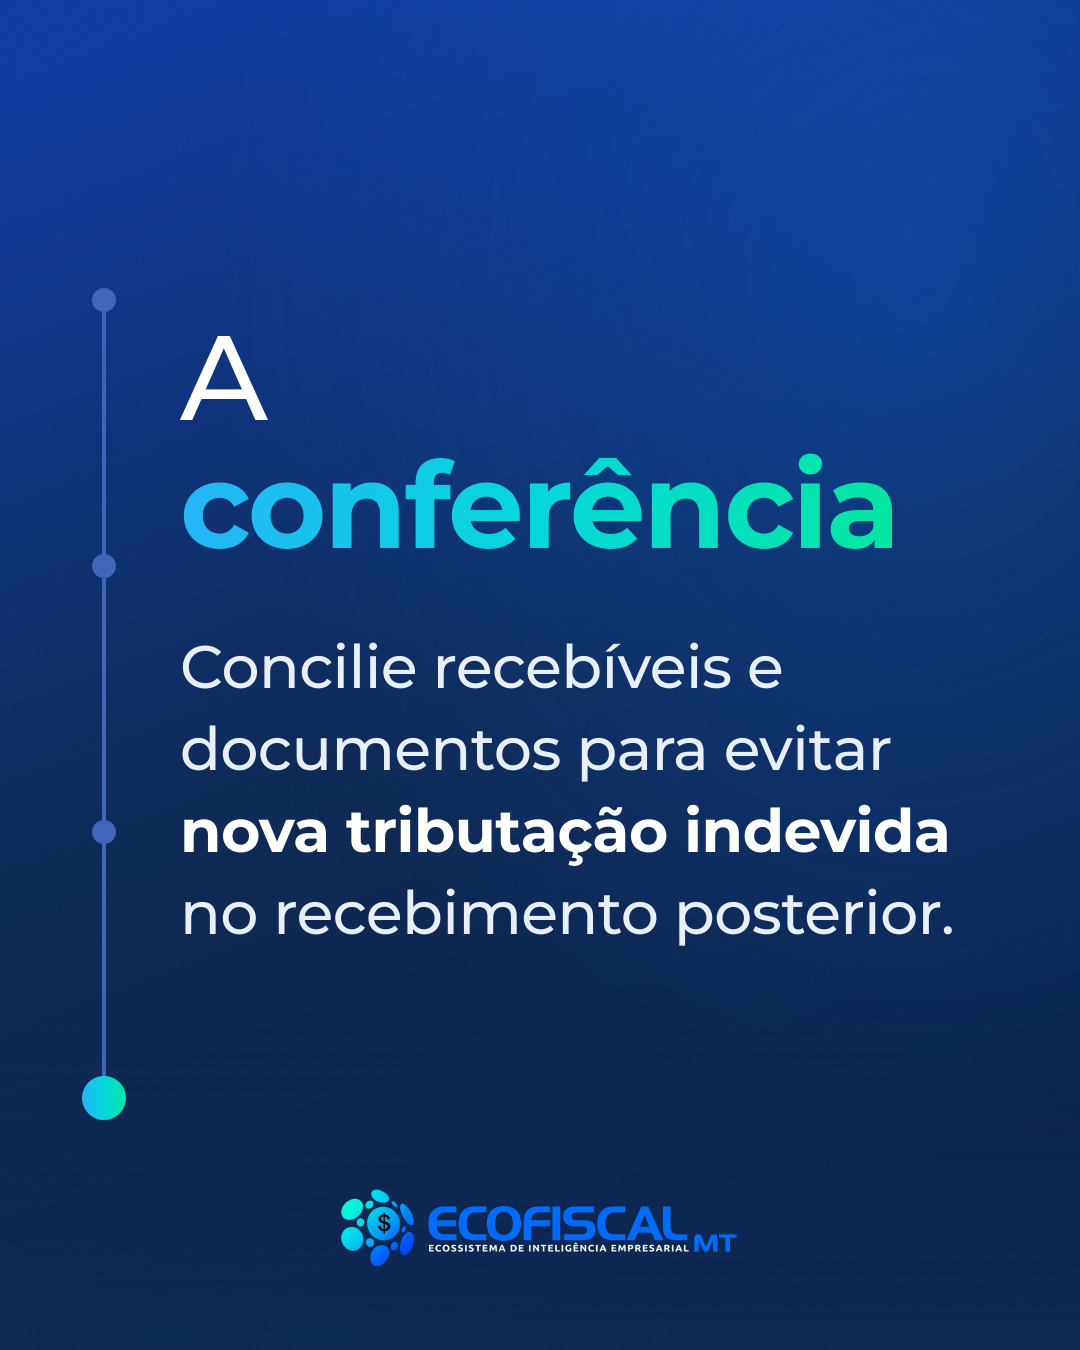 A
conferência
Concilie recebíveis e
documentos para evitar
nova tributação indevida
no recebimento posterior.
$
ECOFISCAL
ECOSSISTEMA DE INTELIGÊNCIA EMPRESARIAL MT